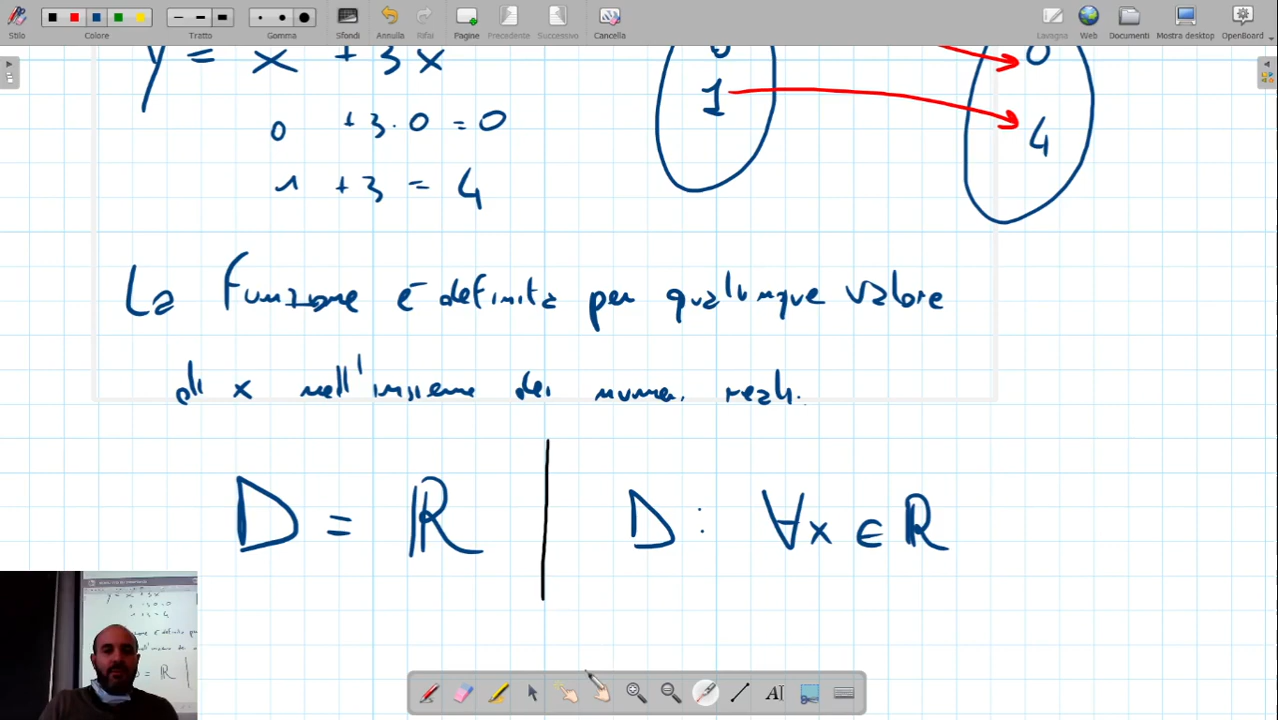 Stilo Colore Tratto Gomma Sfondi Annulla Rifai Pagine Precedente Successivo Cancella Lavagna Web Documenti Mostra desktop OpenBoard
y = x + 3x
0 + 3 · 0 = 0
1 + 3 = 4
0
1
0
4
La funzione è definita per qualunque valore
di x nell'insieme dei numeri reali.
D = ℝ | D: ∀x ∈ ℝ